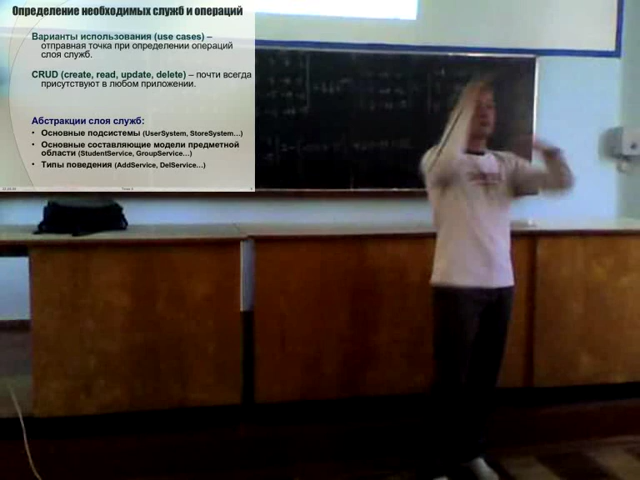 Определение необходимых служб и операций
Варианты использования (use cases) –
отправная точка при определении операций
слоя служб.
CRUD (create, read, update, delete) – почти всегда
присутствуют в любом приложении.
Абстракции слоя служб:
• Основные подсистемы (UserSystem, StoreSystem…)
• Основные составляющие модели предметной
области (StudentService, GroupService…)
• Типы поведения (AddService, DelService…)